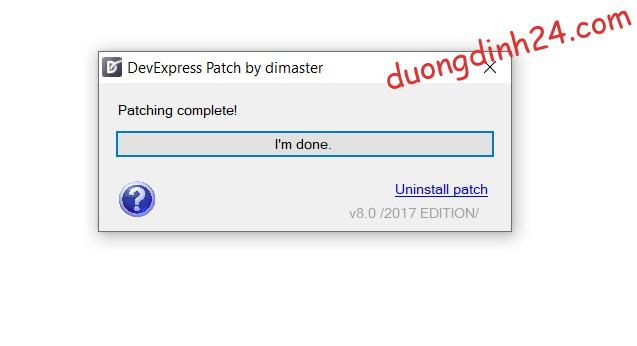 duongdinh24.com
DevExpress Patch by dimaster
Patching complete!
I'm done.
Uninstall patch
v8.0 /2017 EDITION/